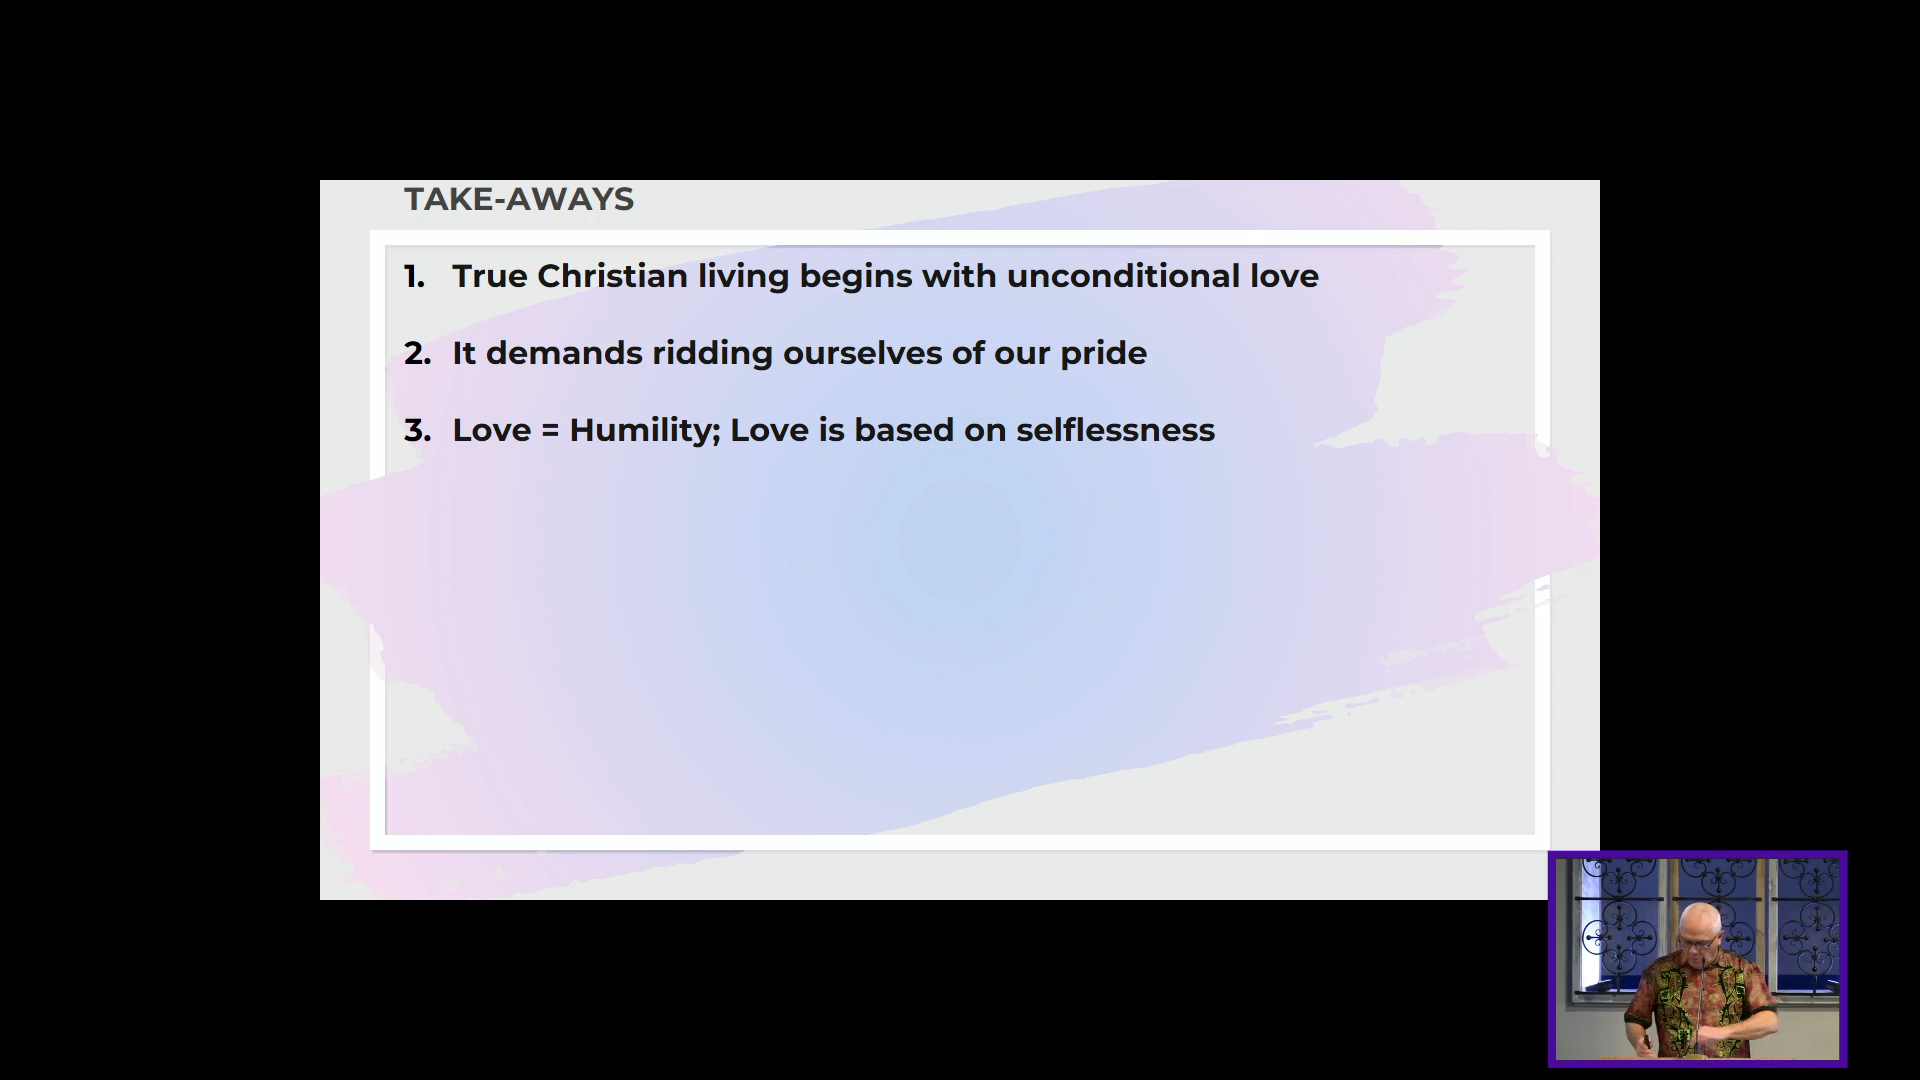 TAKE-AWAYS
1. True Christian living begins with unconditional love
2. It demands ridding ourselves of our pride
3. Love = Humility; Love is based on selflessness